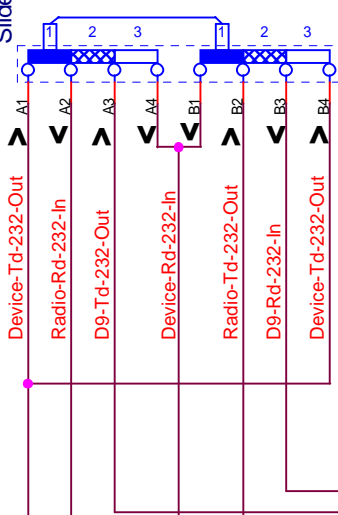 Slide
1 2 3 1 2 3
A1 A2 A3 A4 B1 B2 B3 B4
Device-Td-232-Out
Radio-Rd-232-In
D9-Td-232-Out
Device-Rd-232-In
Radio-Td-232-Out
D9-Rd-232-In
Device-Td-232-Out